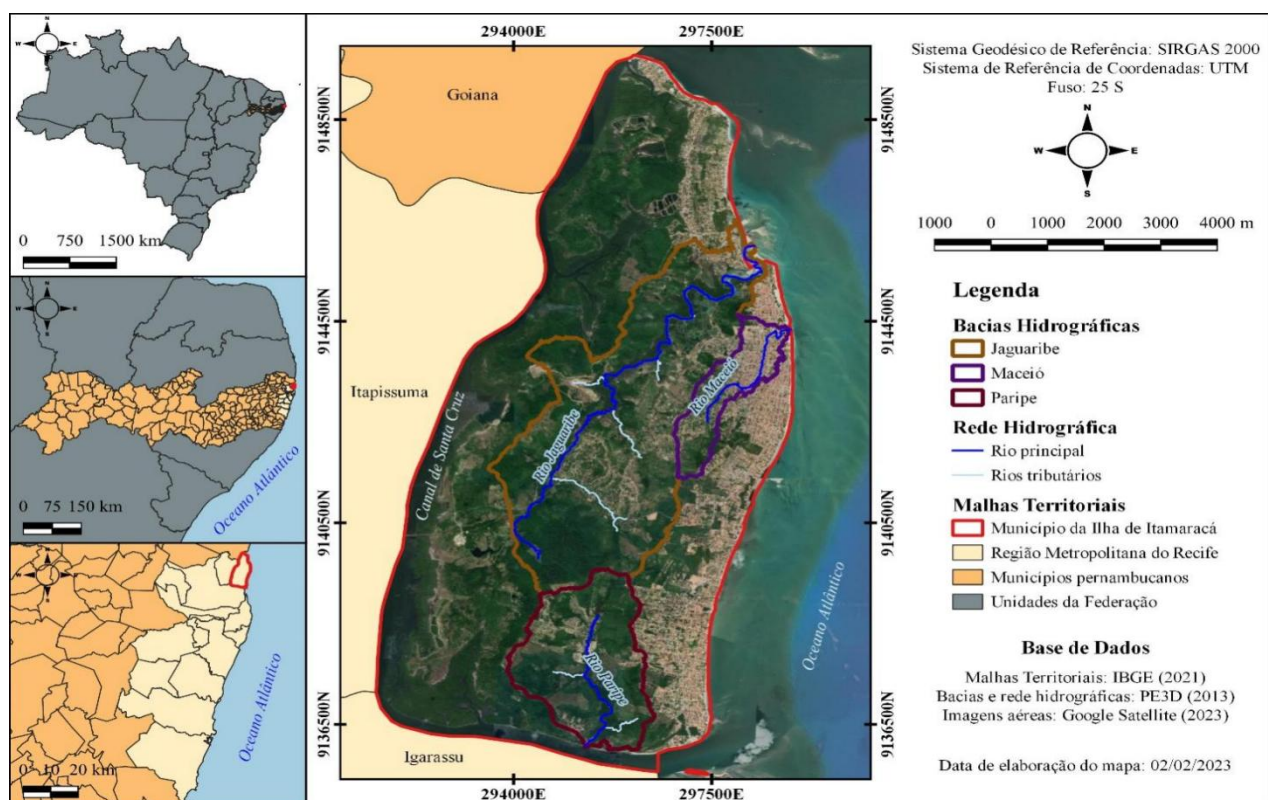 N
W E
S
0 750 1500 km
N
W E
S
0 75 150 km
Oceano Atlântico
N
W E
S
0 10 20 km
Oceano Atlântico
294000E 297500E
9148500N 9148500N
9144500N 9144500N
9140500N 9140500N
9136500N 9136500N
294000E 297500E
Goiana
Itapissuma
Igarassu
Canal de Santa Cruz
Rio Jaguaribe
Rio Maceió
Rio Paripe
Oceano Atlântico
Sistema Geodésico de Referência: SIRGAS 2000
Sistema de Referência de Coordenadas: UTM
Fuso: 25 S
N
W E
S
1000 0 1000 2000 3000 4000 m
Legenda
Bacias Hidrográficas
Jaguaribe
Maceió
Paripe
Rede Hidrográfica
Rio principal
Rios tributários
Malhas Territoriais
Município da Ilha de Itamaracá
Região Metropolitana do Recife
Municípios pernambucanos
Unidades da Federação
Base de Dados
Malhas Territoriais: IBGE (2021)
Bacias e rede hidrográficas: PE3D (2013)
Imagens aéreas: Google Satellite (2023)
Data de elaboração do mapa: 02/02/2023